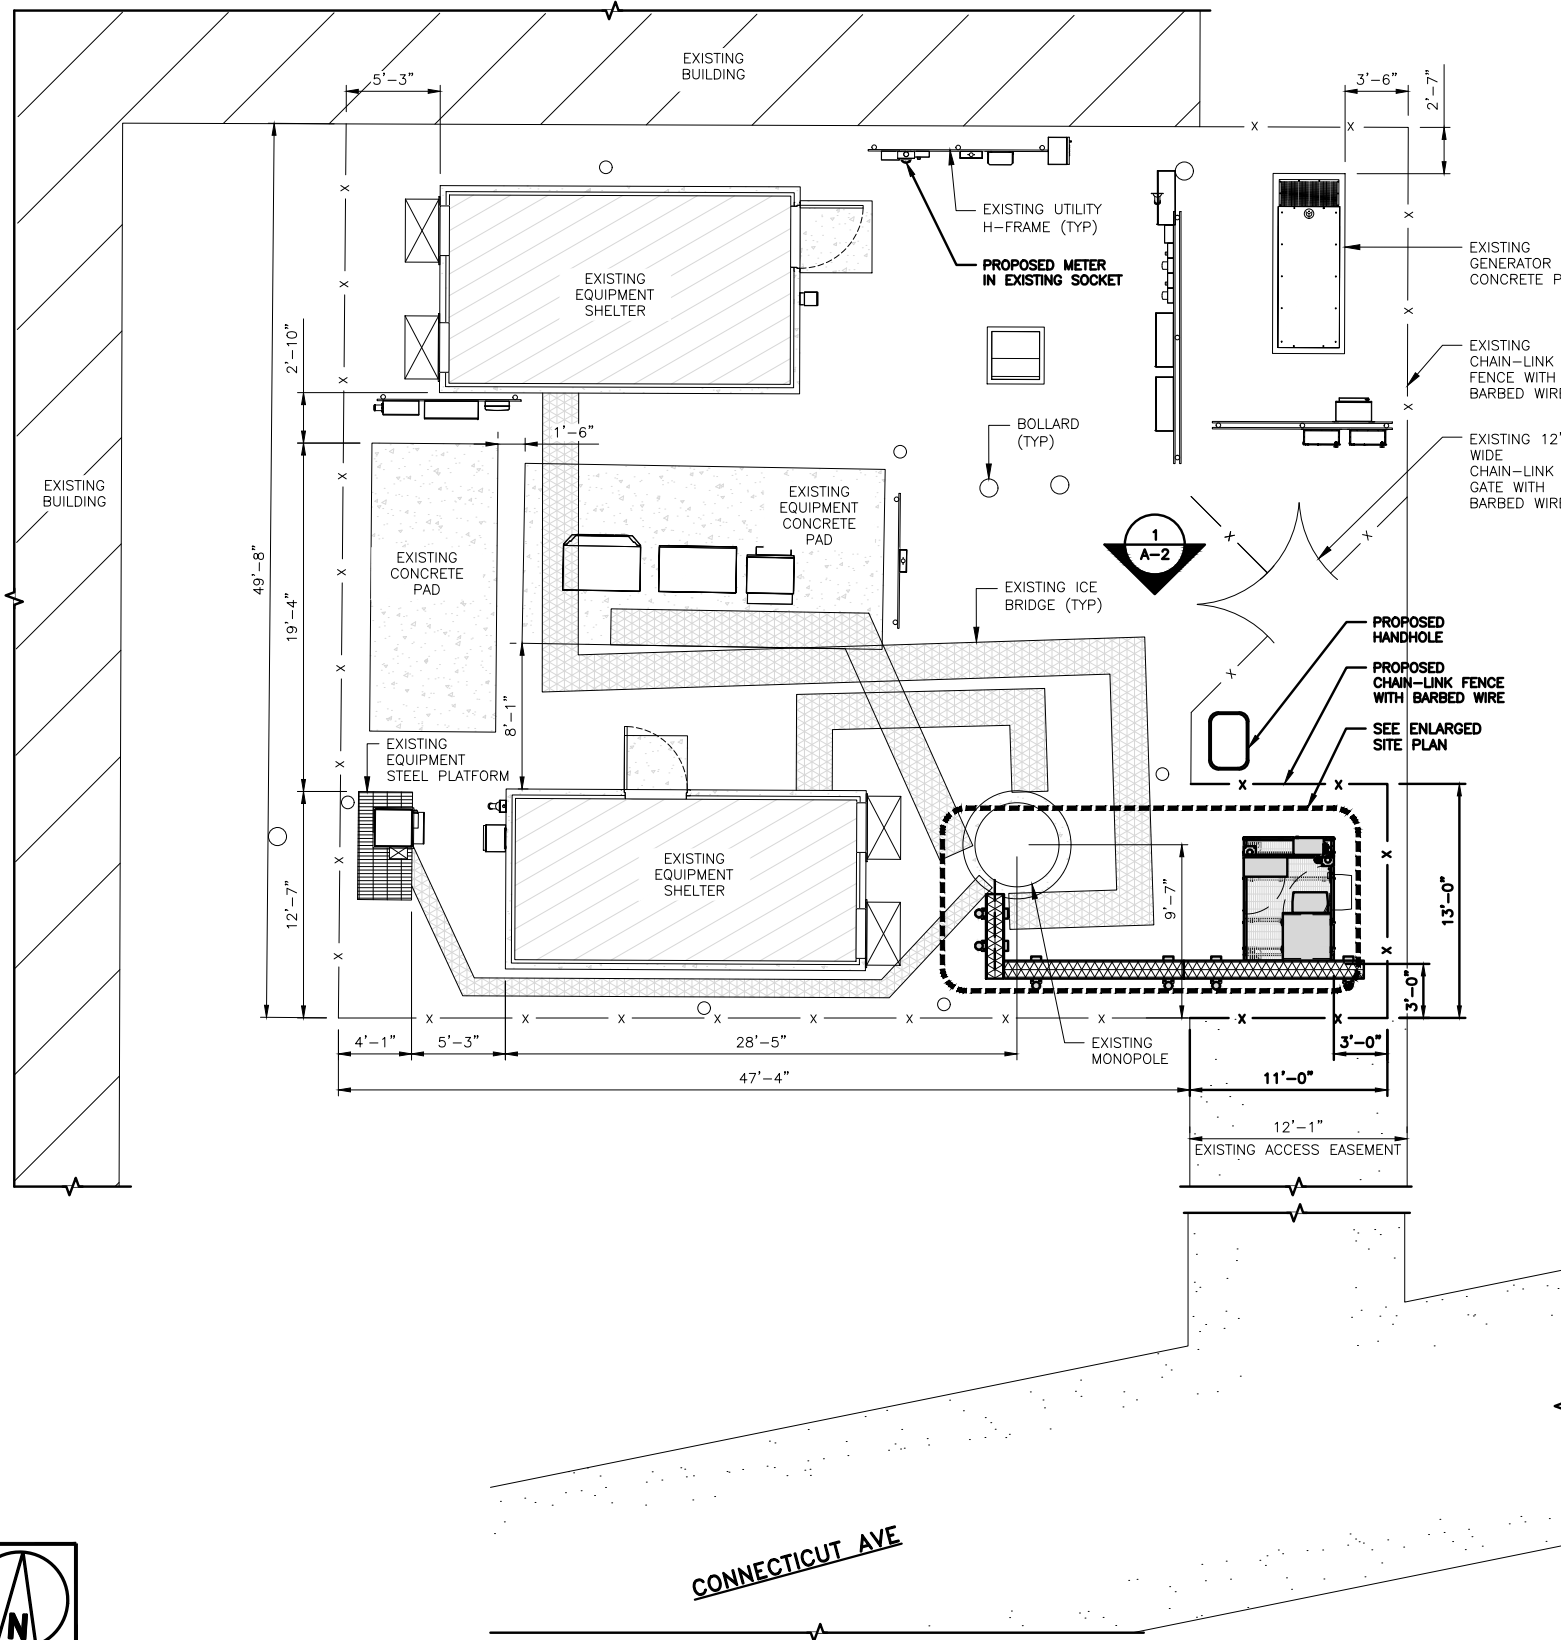 EXISTING
BUILDING
5'-3"
3'-6"
2'-7"
EXISTING UTILITY
H-FRAME (TYP)
PROPOSED METER
IN EXISTING SOCKET
EXISTING
EQUIPMENT
SHELTER
EXISTING
GENERATOR
CONCRETE P
2'-10"
EXISTING
CHAIN-LINK
FENCE WITH
BARBED WIRE
1'-6"
BOLLARD
(TYP)
EXISTING 12'
WIDE
CHAIN-LINK
GATE WITH
BARBED WIRE
EXISTING
BUILDING
EXISTING
EQUIPMENT
CONCRETE
PAD
1
A-2
49'-8"
19'-4"
EXISTING
CONCRETE
PAD
EXISTING ICE
BRIDGE (TYP)
PROPOSED
HANDHOLE
PROPOSED
CHAIN-LINK FENCE
WITH BARBED WIRE
8'-1"
SEE ENLARGED
SITE PLAN
EXISTING
EQUIPMENT
STEEL PLATFORM
EXISTING
EQUIPMENT
SHELTER
12'-7"
9'-7"
13'-0"
3'-0"
4'-1"
5'-3"
28'-5"
EXISTING
MONOPOLE
3'-0"
47'-4"
11'-0"
12'-1"
EXISTING ACCESS EASEMENT
CONNECTICUT AVE
N